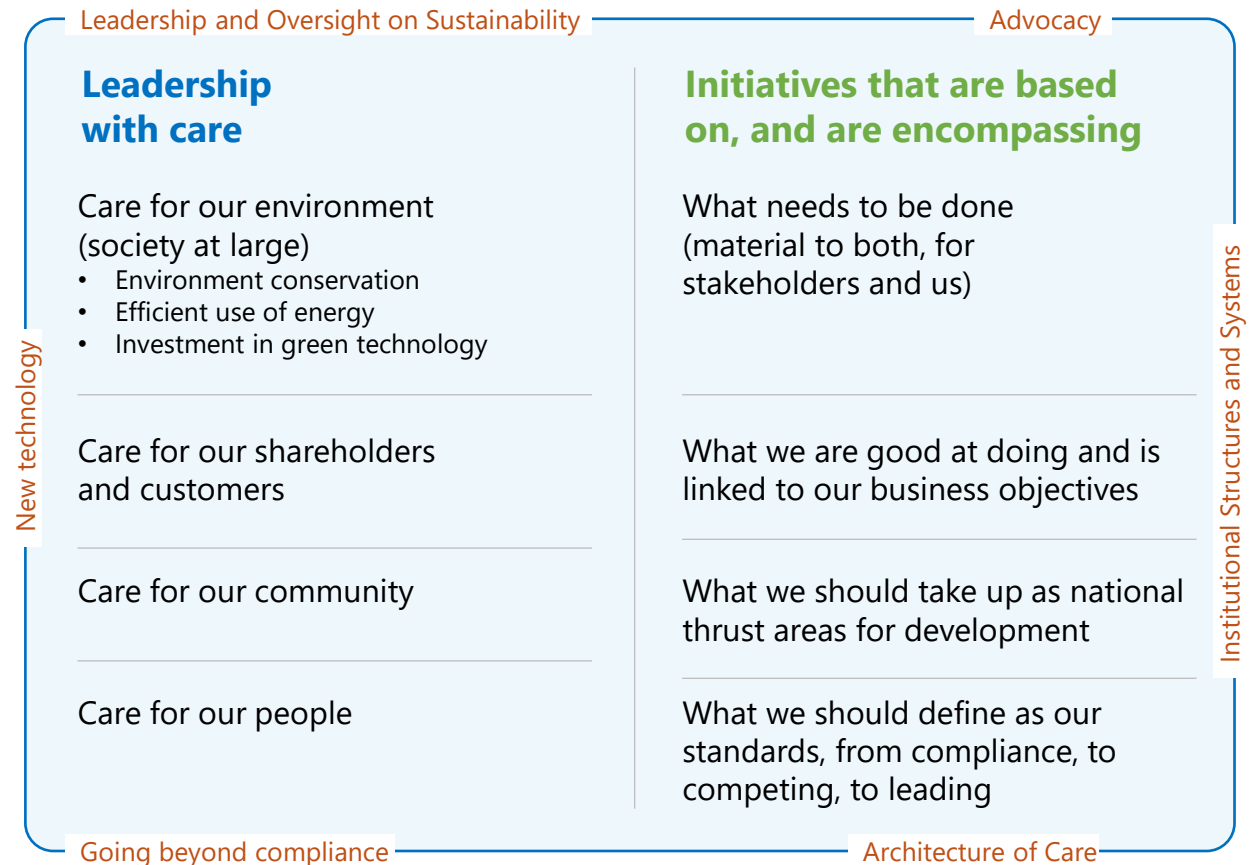 Leadership and Oversight on Sustainability
Advocacy
Leadership
with care
Care for our environment
(society at large)
• Environment conservation
• Efficient use of energy
• Investment in green technology
Care for our shareholders
and customers
Care for our community
Care for our people
Initiatives that are based
on, and are encompassing
What needs to be done
(material to both, for
stakeholders and us)
What we are good at doing and is
linked to our business objectives
What we should take up as national
thrust areas for development
What we should define as our
standards, from compliance, to
competing, to leading
New technology
Institutional Structures and Systems
Going beyond compliance
Architecture of Care